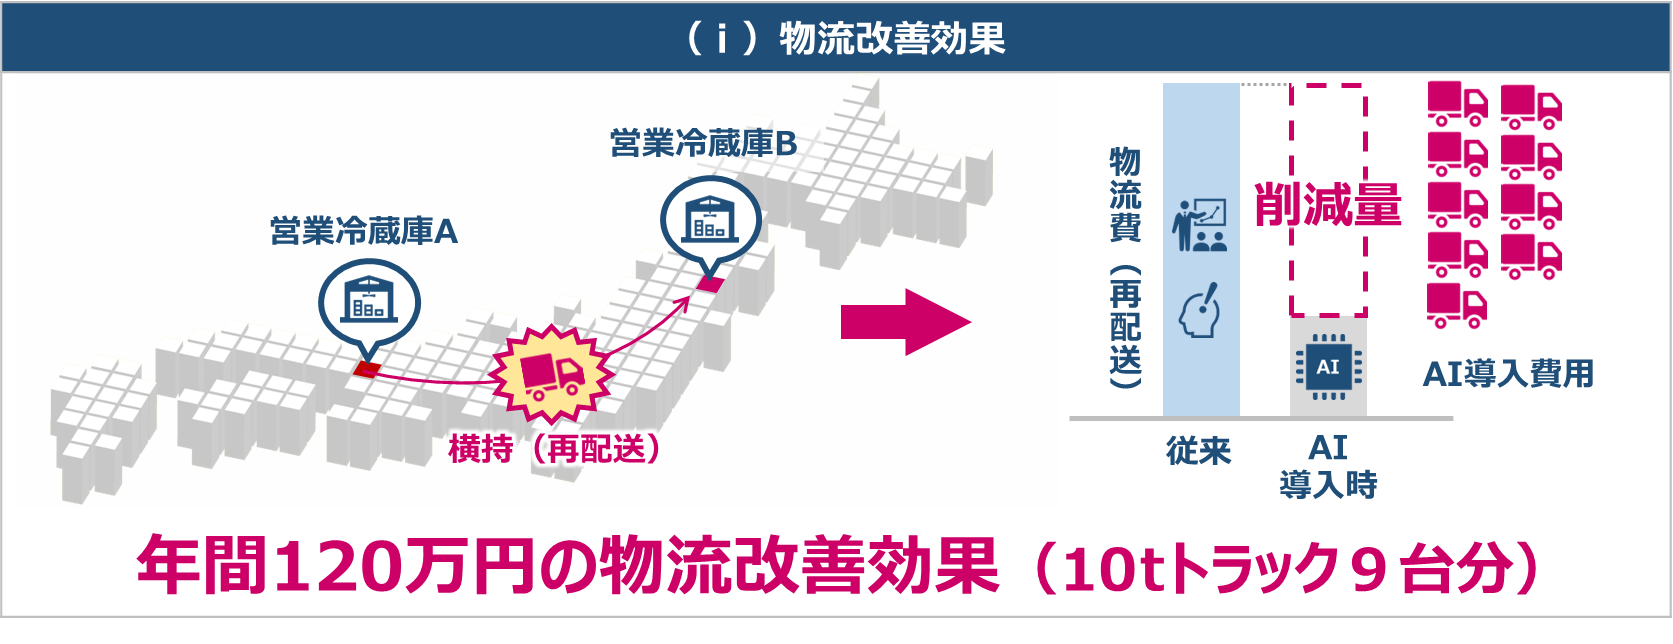 （ⅰ）物流改善効果
営業冷蔵庫B
営業冷蔵庫A
横持（再配送）
物流費（再配送）
削減量
AI
AI導入費用
従来
AI
導入時
年間120万円の物流改善効果（10tトラック９台分）